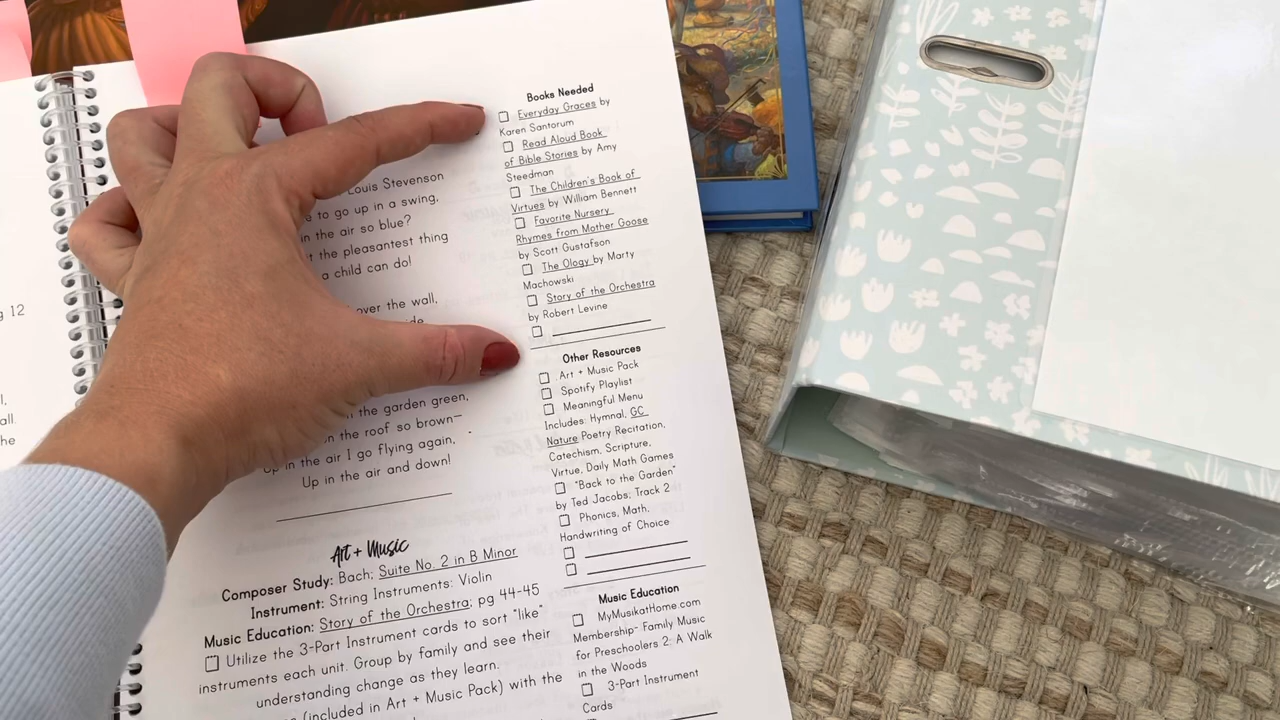 g 12
l,
all.
he
Louis Stevenson
e to go up in a swing,
in the air so blue?
t the pleasantest thing
a child can do!
over the wall,
the garden green,
n the roof so brown—
Up in the air I go flying again,
Up in the air and down!
Art + Music
Composer Study: Bach; Suite No. 2 in B Minor
Instrument: String Instruments: Violin
Music Education: Story of the Orchestra; pg 44-45
Utilize the 3-Part Instrument cards to sort "like"
instruments each unit. Group by family and see their
understanding change as they learn.
(included in Art + Music Pack) with the
Books Needed
Everyday Graces by
Karen Santorum
Read Aloud Book
of Bible Stories by Amy
Steedman
The Children's Book of
Virtues by William Bennett
Favorite Nursery
Rhymes from Mother Goose
by Scott Gustafson
The Ology by Marty
Machowski
Story of the Orchestra
by Robert Levine
Other Resources
Art + Music Pack
Spotify Playlist
Meaningful Menu
Includes: Hymnal, GC
Nature Poetry Recitation,
Catechism, Scripture,
Virtue, Daily Math Games
"Back to the Garden"
by Ted Jacobs; Track 2
Phonics, Math,
Handwriting of Choice
Music Education
MyMusikatHome.com
Membership- Family Music
for Preschoolers 2: A Walk
in the Woods
3-Part Instrument
Cards